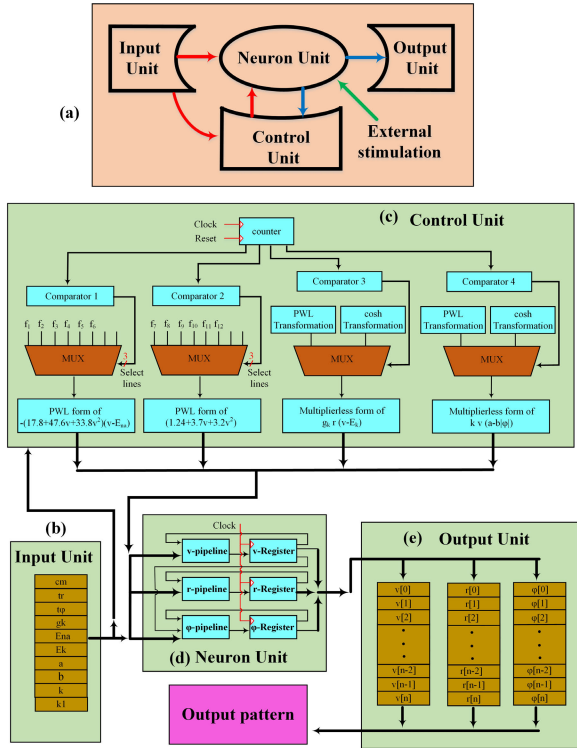 Input
Unit
Neuron Unit
Output
Unit
(a)
Control
Unit
External
stimulation
(c)
Control Unit
Clock
Reset
counter
Comparator 1
Comparator 2
Comparator 3
Comparator 4
f1 f2 f3 f4 f5 f6
f7 f8 f9 f10 f11 f12
PWL
Transformation
cosh
Transformation
PWL
Transformation
cosh
Transformation
MUX
3
Select
lines
MUX
3
Select
lines
MUX
MUX
PWL form of
-(17.8+47.6v+33.8v²)(v-Ena)
PWL form of
(1.24+3.7v+3.2v²)
Multiplierless form of
gk r (v-Ek)
Multiplierless form of
k v (a-b|φ|)
(b)
Input Unit
cm
tr
tφ
gk
Ena
Ek
a
b
k
k1
Clock
v-pipeline
v-Register
r-pipeline
r-Register
φ-pipeline
φ-Register
(d) Neuron Unit
(e)
Output Unit
v[0] r[0] φ[0]
v[1] r[1] φ[1]
v[2] r[2] φ[2]
v[n-2] r[n-2] φ[n-2]
v[n-1] r[n-1] φ[n-1]
v[n] r[n] φ[n]
Output pattern